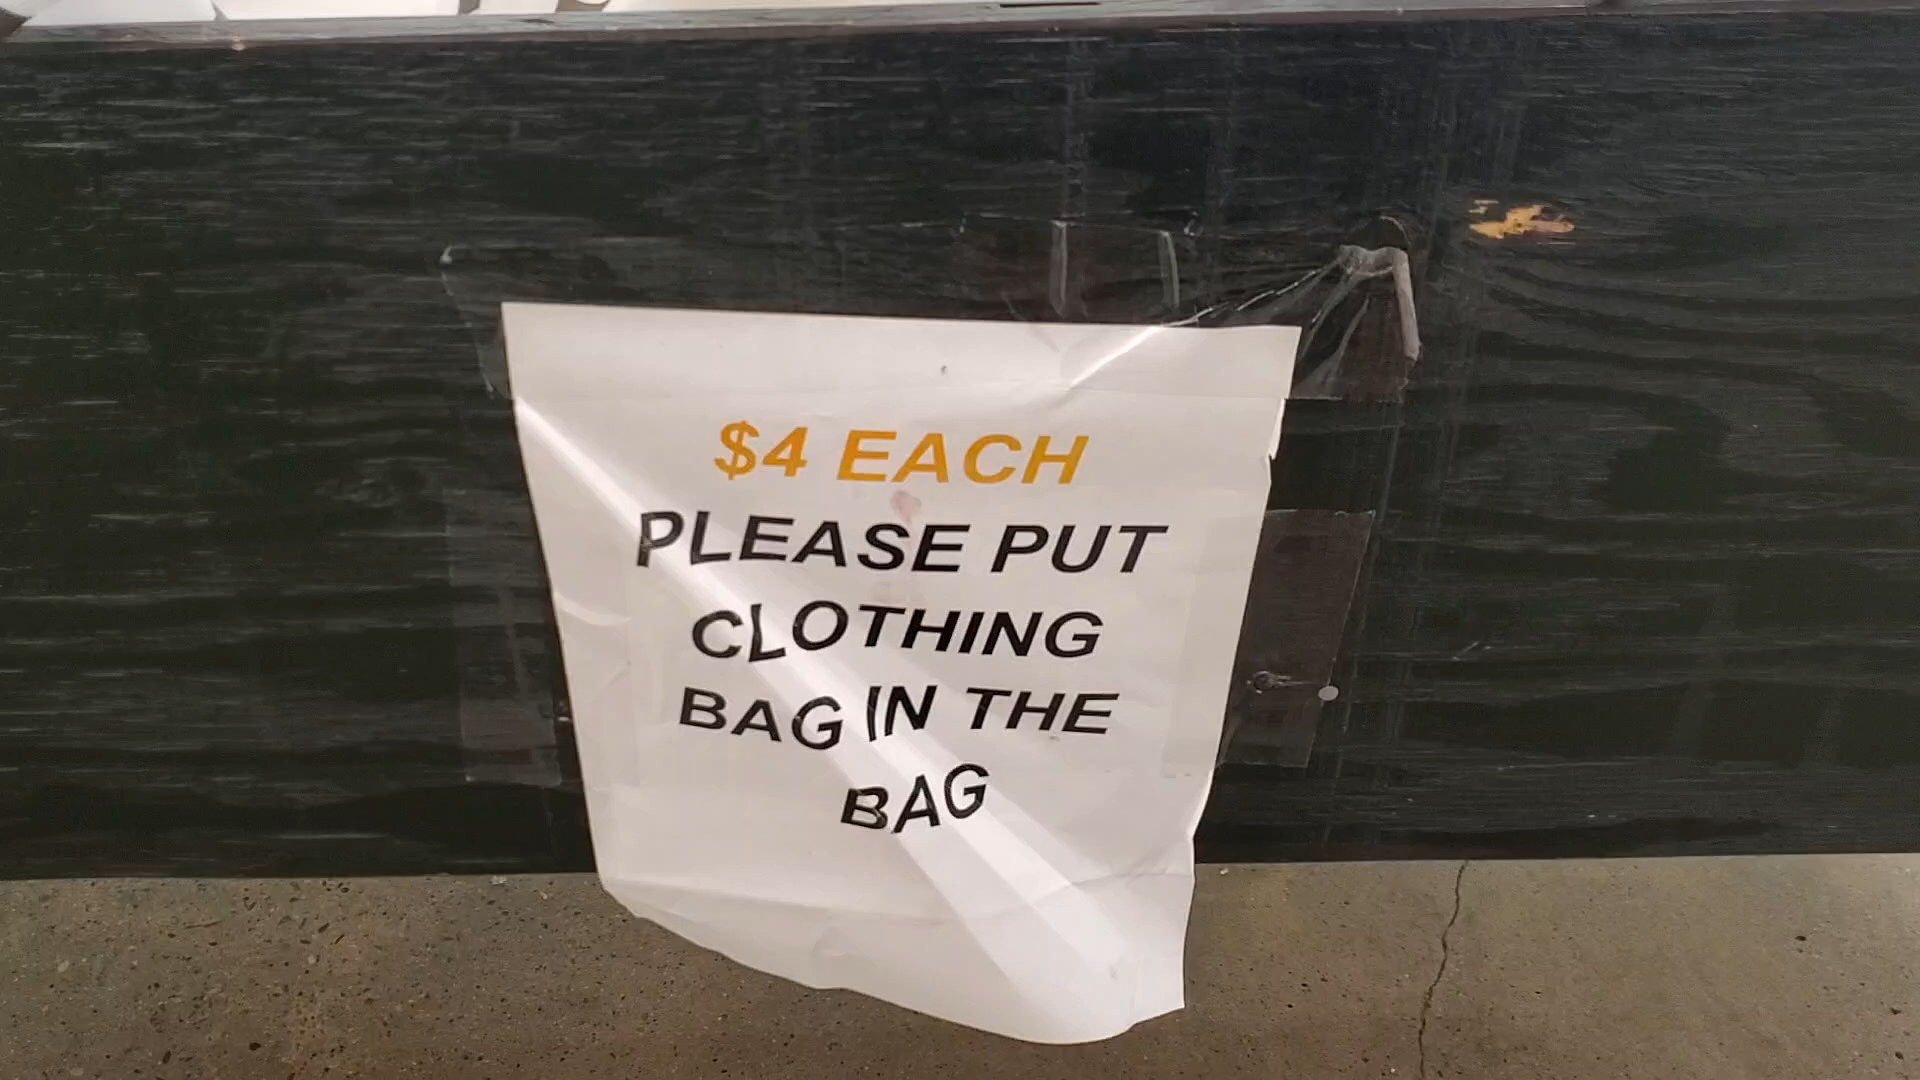 $4 EACH
PLEASE PUT
CLOTHING
BAG IN THE
BAG